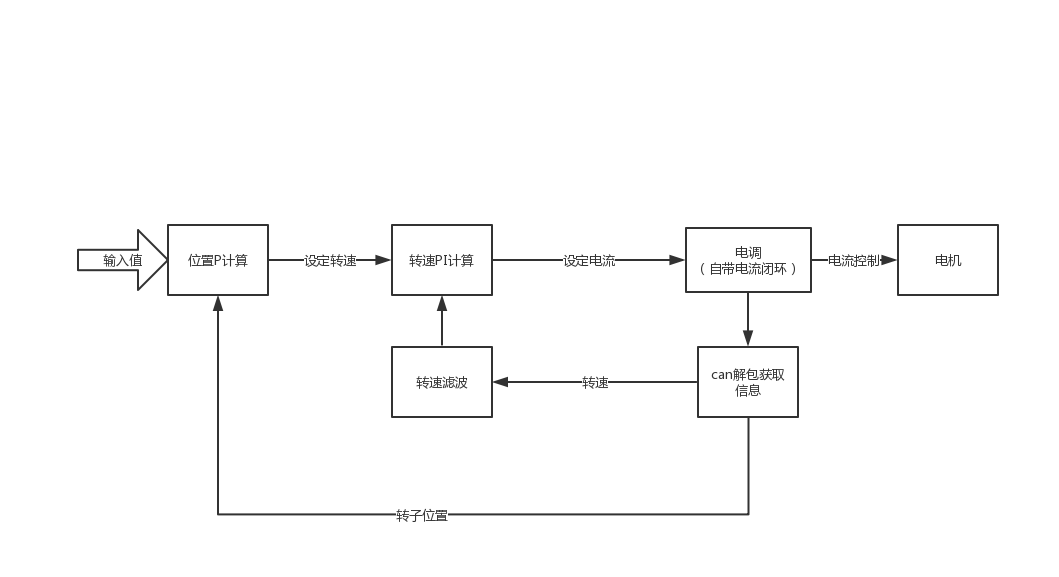 输入值
位置P计算
设定转速
转速PI计算
设定电流
电调
（自带电流闭环）
电流控制
电机
转速滤波
转速
can解包获取
信息
转子位置